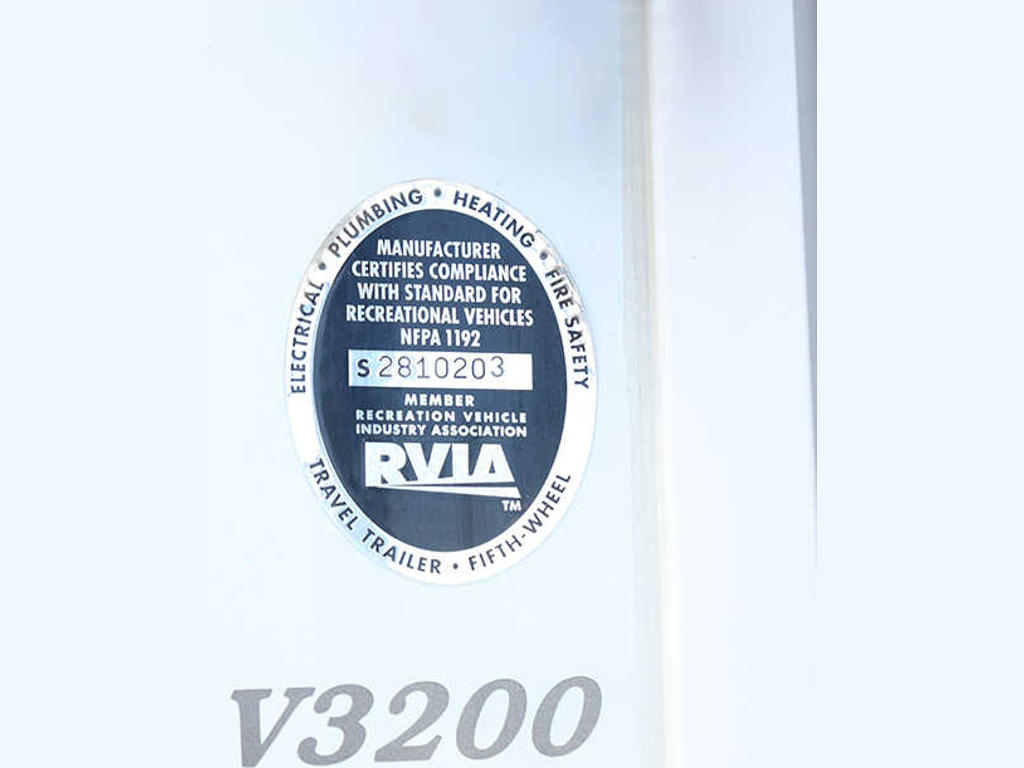 ELECTRICAL • PLUMBING • HEATING • FIRE SAFETY
MANUFACTURER
CERTIFIES COMPLIANCE
WITH STANDARD FOR
RECREATIONAL VEHICLES
NFPA 1192
S 2810203
MEMBER
RECREATION VEHICLE
INDUSTRY ASSOCIATION
RVIA
TM
TRAVEL TRAILER • FIFTH-WHEEL
V3200